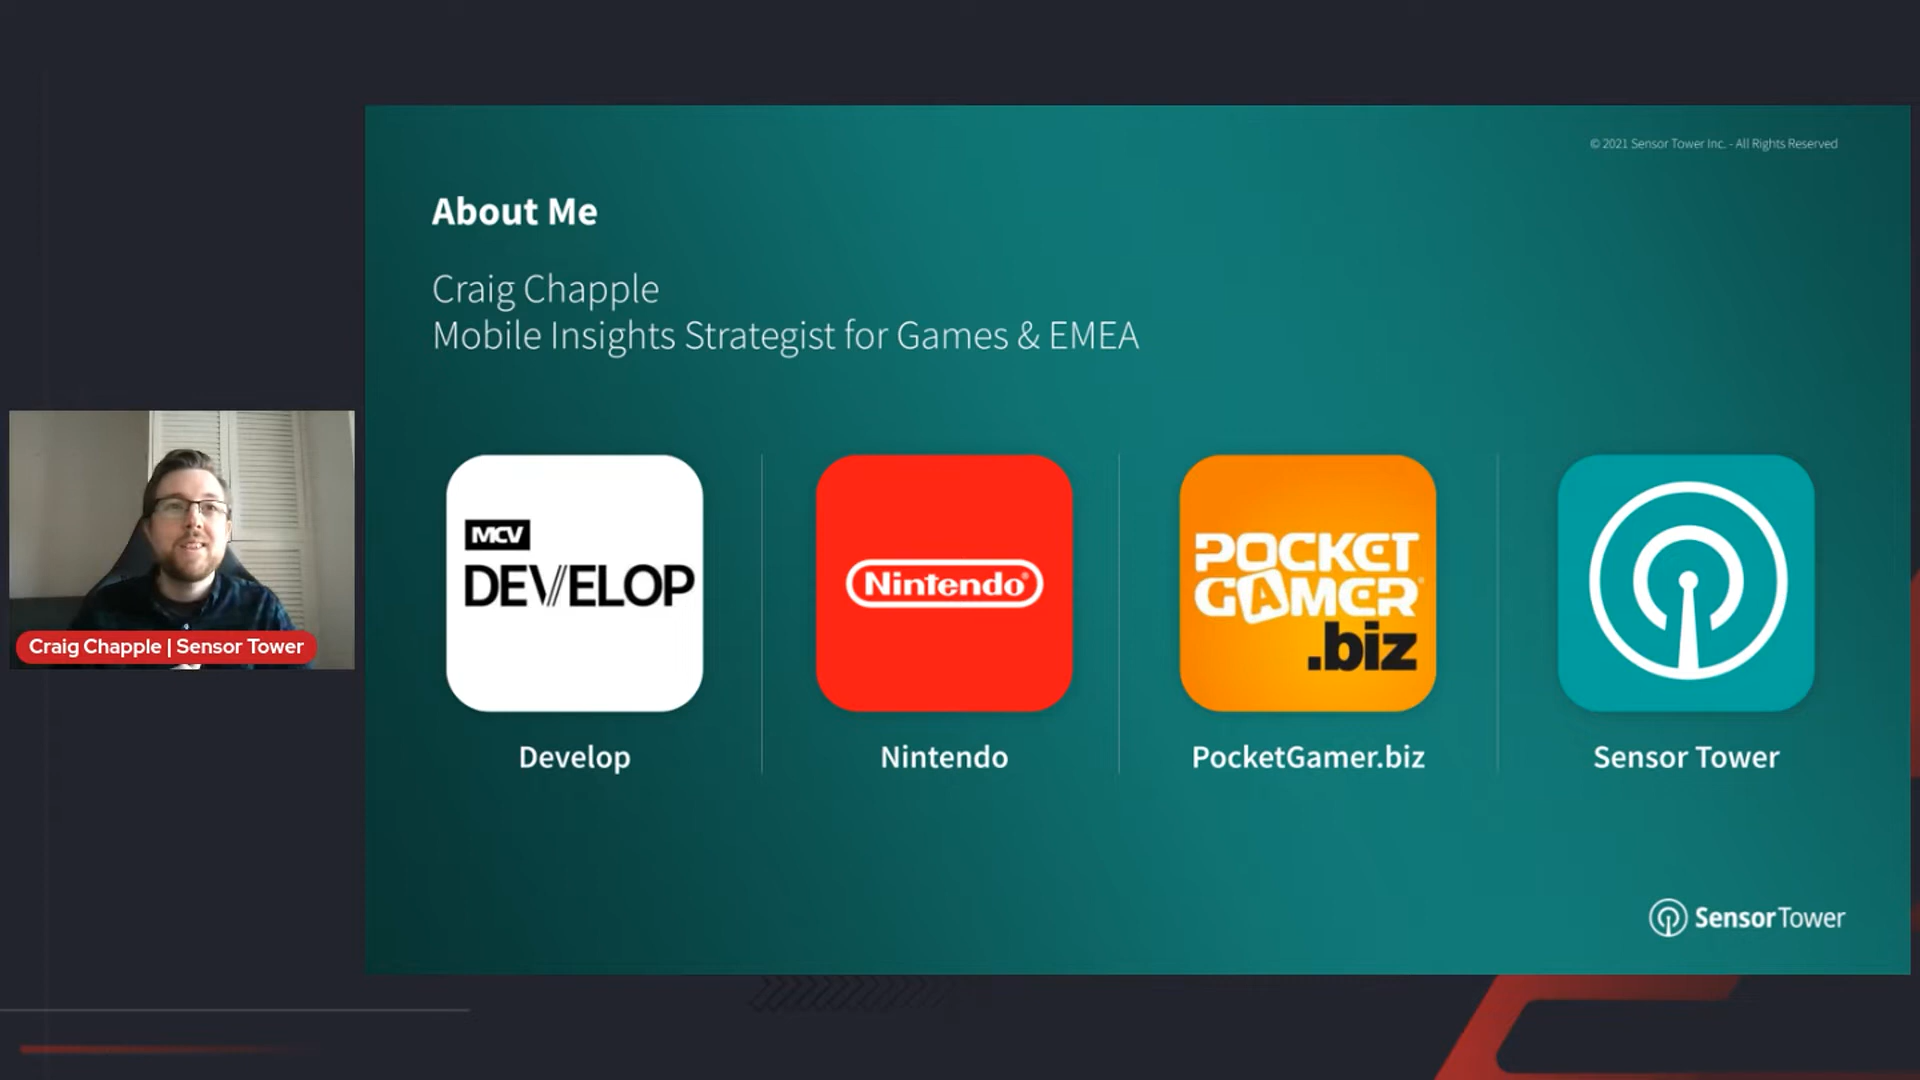 © 2021 Sensor Tower Inc. - All Rights Reserved
About Me
Craig Chapple
Mobile Insights Strategist for Games & EMEA
MCV
DEVELOP
Nintendo®
POCKET
GAMER®
.biz
Develop
Nintendo
PocketGamer.biz
Sensor Tower
Craig Chapple | Sensor Tower
SensorTower